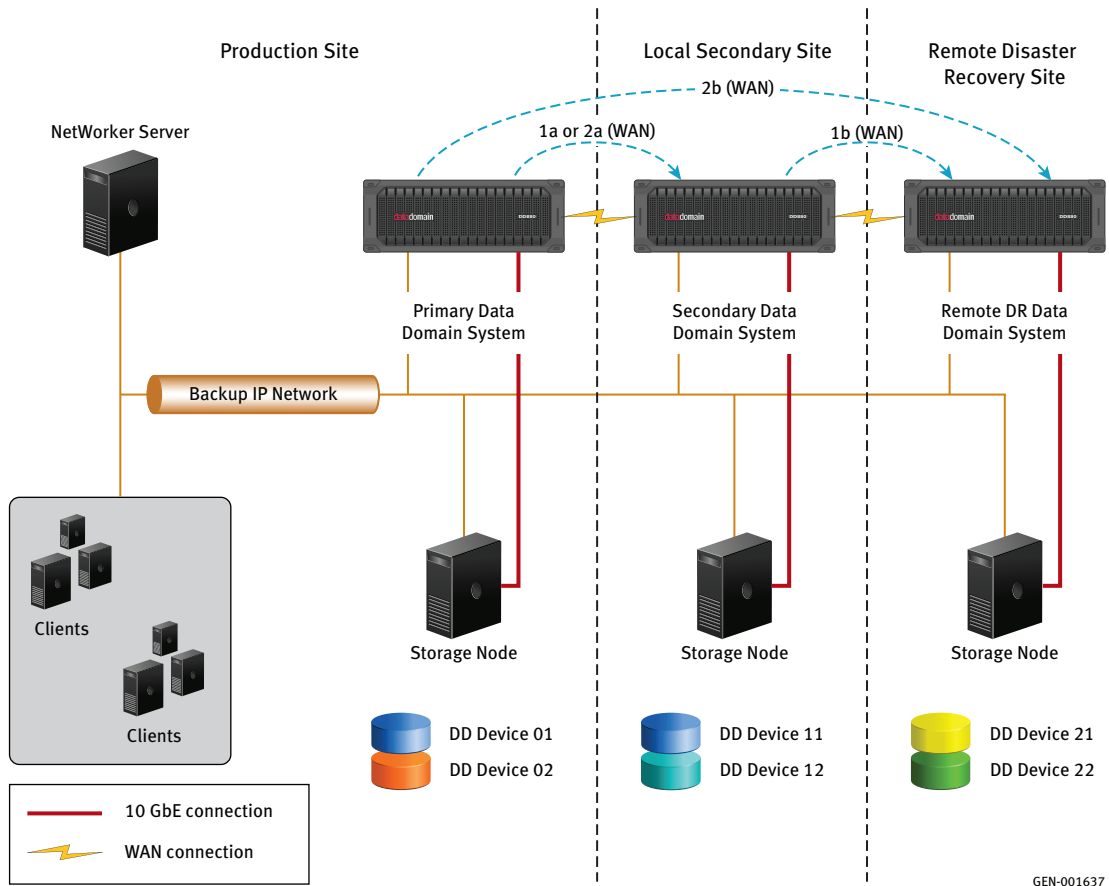 Production Site
Local Secondary Site
Remote Disaster
Recovery Site
2b (WAN)
NetWorker Server
1a or 2a (WAN)
1b (WAN)
datadomain
DD880
datadomain
DD880
datadomain
DD880
Primary Data
Domain System
Secondary Data
Domain System
Remote DR Data
Domain System
Backup IP Network
Clients
Clients
Storage Node
Storage Node
Storage Node
DD Device 01
DD Device 02
DD Device 11
DD Device 12
DD Device 21
DD Device 22
10 GbE connection
WAN connection
GEN-001637